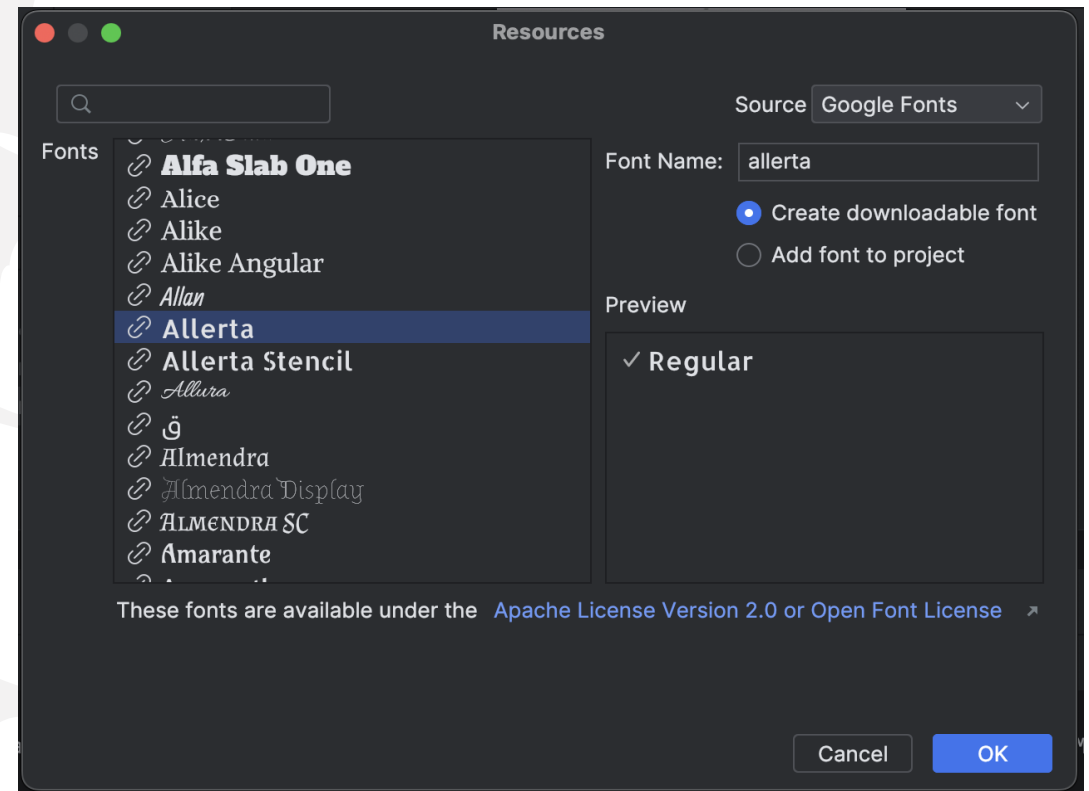 Resources
Source Google Fonts
Fonts
Font Name: allerta
Alfa Slab One
Alice
Alike
Alike Angular
Allan
Allerta
Allerta Stencil
Allura
ق
Almendra
Almendra Display
Almendra SC
Amarante
Create downloadable font
Add font to project
Preview
Regular
These fonts are available under the Apache License Version 2.0 or Open Font License
Cancel
OK